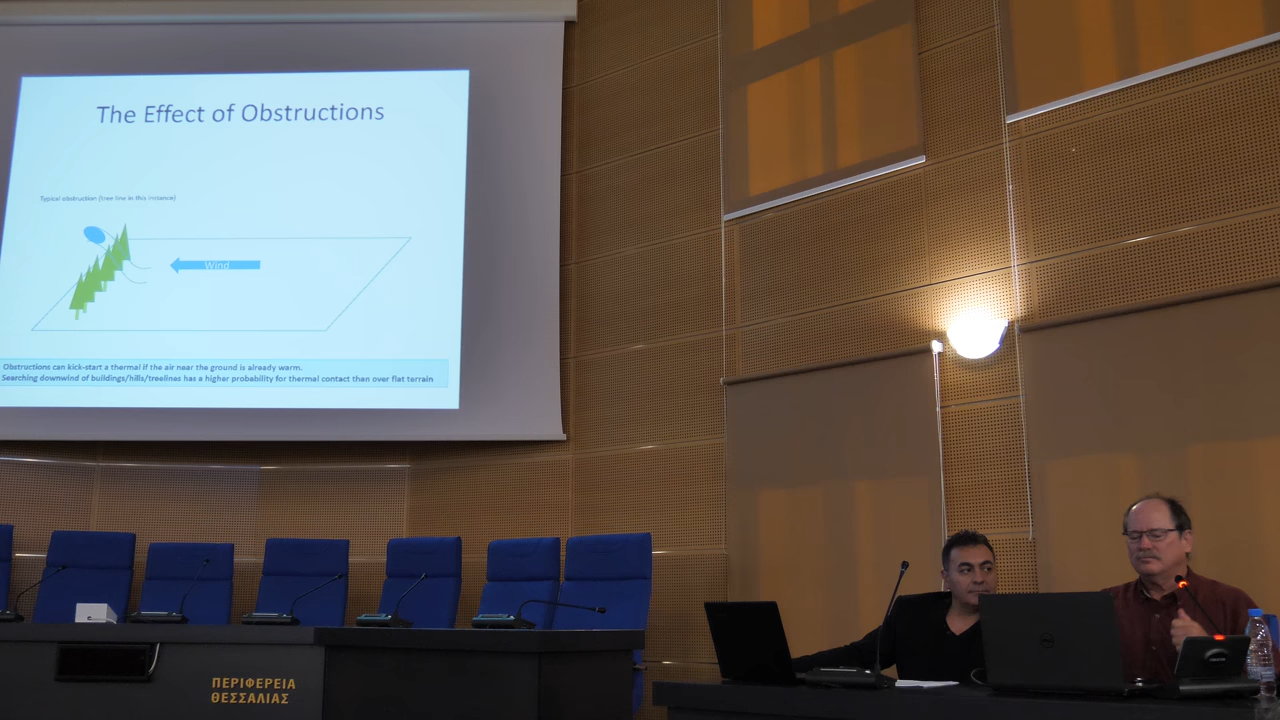 The Effect of Obstructions
Typical obstruction (tree line in this instance)
Wind
Obstructions can kick-start a thermal if the air near the ground is already warm.
Searching downwind of buildings/hills/treelines has a higher probability for thermal contact then over flat terrain
ΠΕΡΙΦΕΡΕΙΑ
ΘΕΣΣΑΛΙΑΣ
DELL